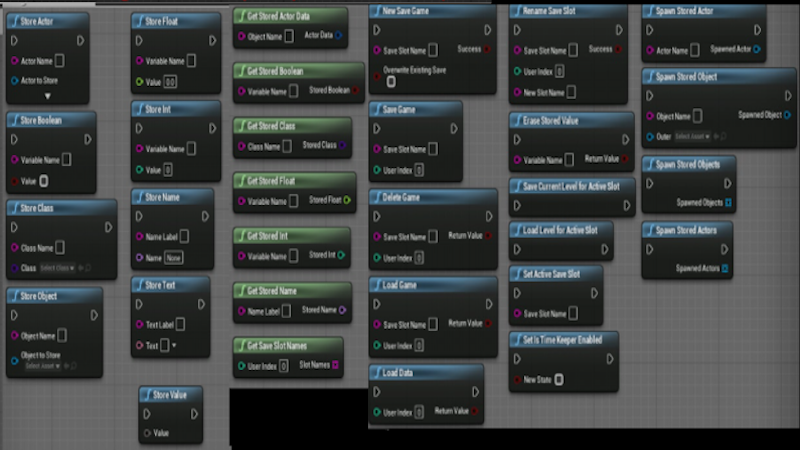 Store Actor
Actor Name
Actor to Store
Store Boolean
Variable Name
Value
Store Class
Class Name
Class
Select Class
Store Object
Object Name
Object to Store
Select Asset
Store Float
Variable Name
Value
0.0
Store Int
Variable Name
Value
0
Store Name
Name Label
Name
None
Store Text
Text Label
Text
Store Value
Value
Get Stored Actor Data
Object Name
Actor Data
Get Stored Boolean
Variable Name
Stored Boolean
Get Stored Class
Class Name
Stored Class
Get Stored Float
Variable Name
Stored Float
Get Stored Int
Variable Name
Stored Int
Get Stored Name
Name Label
Stored Name
Get Save Slot Names
User Index
0
Slot Names
New Save Game
Save Slot Name
Success
Overwrite Existing Save
Save Game
Save Slot Name
User Index
0
Delete Game
Save Slot Name
Return Value
User Index
0
Load Game
Save Slot Name
Return Value
User Index
0
Load Data
User Index
0
Return Value
Rename Save Slot
Save Slot Name
Success
User Index
0
New Slot Name
Erase Stored Value
Variable Name
Return Value
Save Current Level for Active Slot
Load Level for Active Slot
Set Active Save Slot
Save Slot Name
Set Is Time Keeper Enabled
New State
Spawn Stored Actor
Actor Name
Spawned Actor
Spawn Stored Object
Object Name
Spawned Object
Outer
Select Asset
Spawn Stored Objects
Spawned Objects
Spawn Stored Actors
Spawned Actors